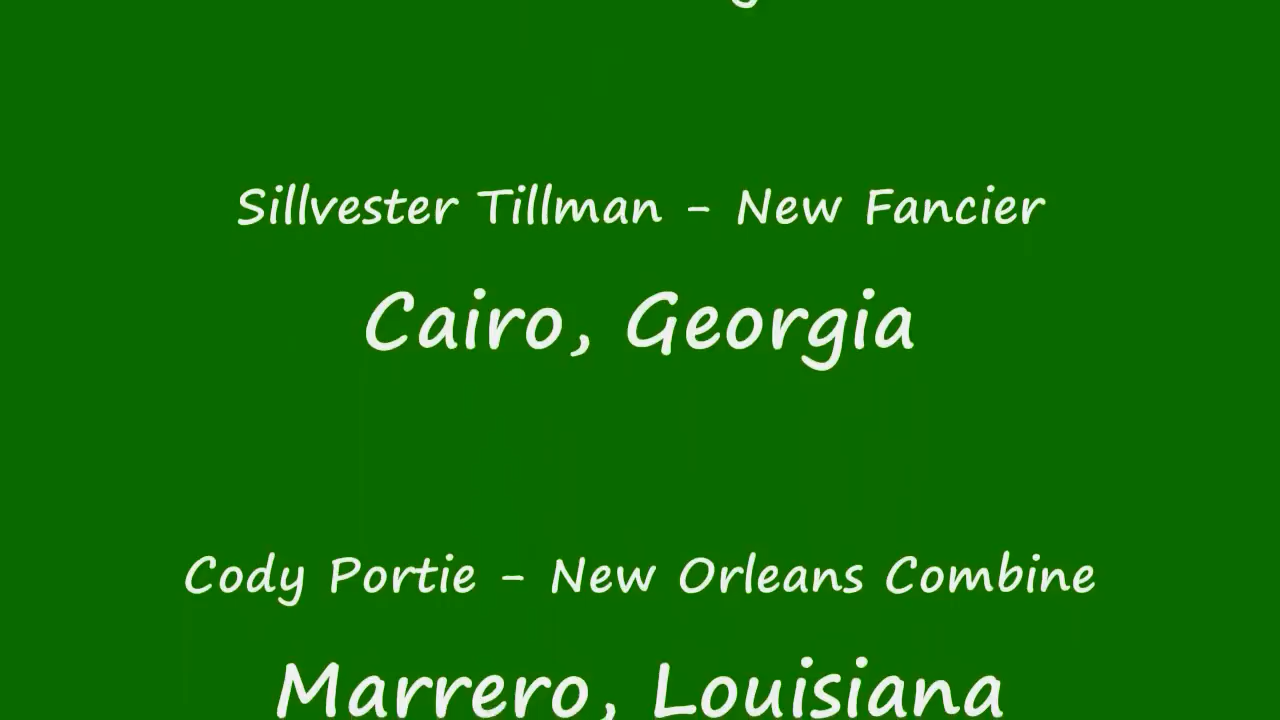 Sillvester Tillman - New Fancier
Cairo, Georgia
Cody Portie - New Orleans Combine
Marrero, Louisiana